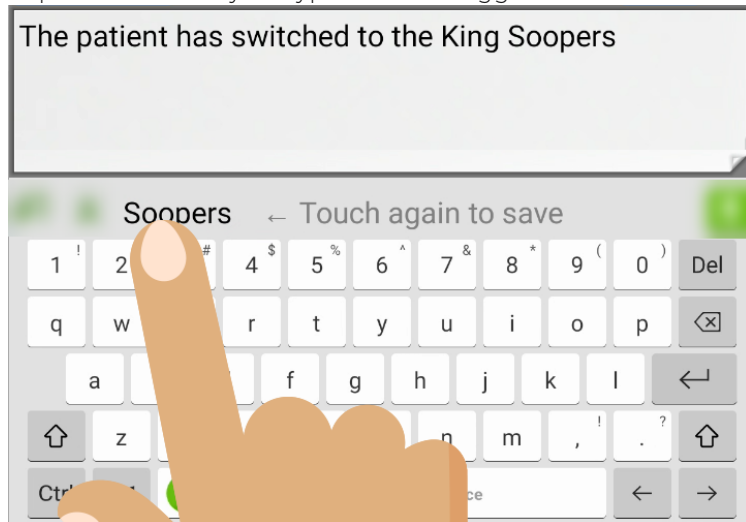 The patient has switched to the King Soopers
Soopers ← Touch again to save
1 ! 2 # 4 $ 5 % 6 ^ 7 & 8 * 9 ( 0 ) Del
q w r t y u i o p
a f g h j k l
z n m , ! . ?